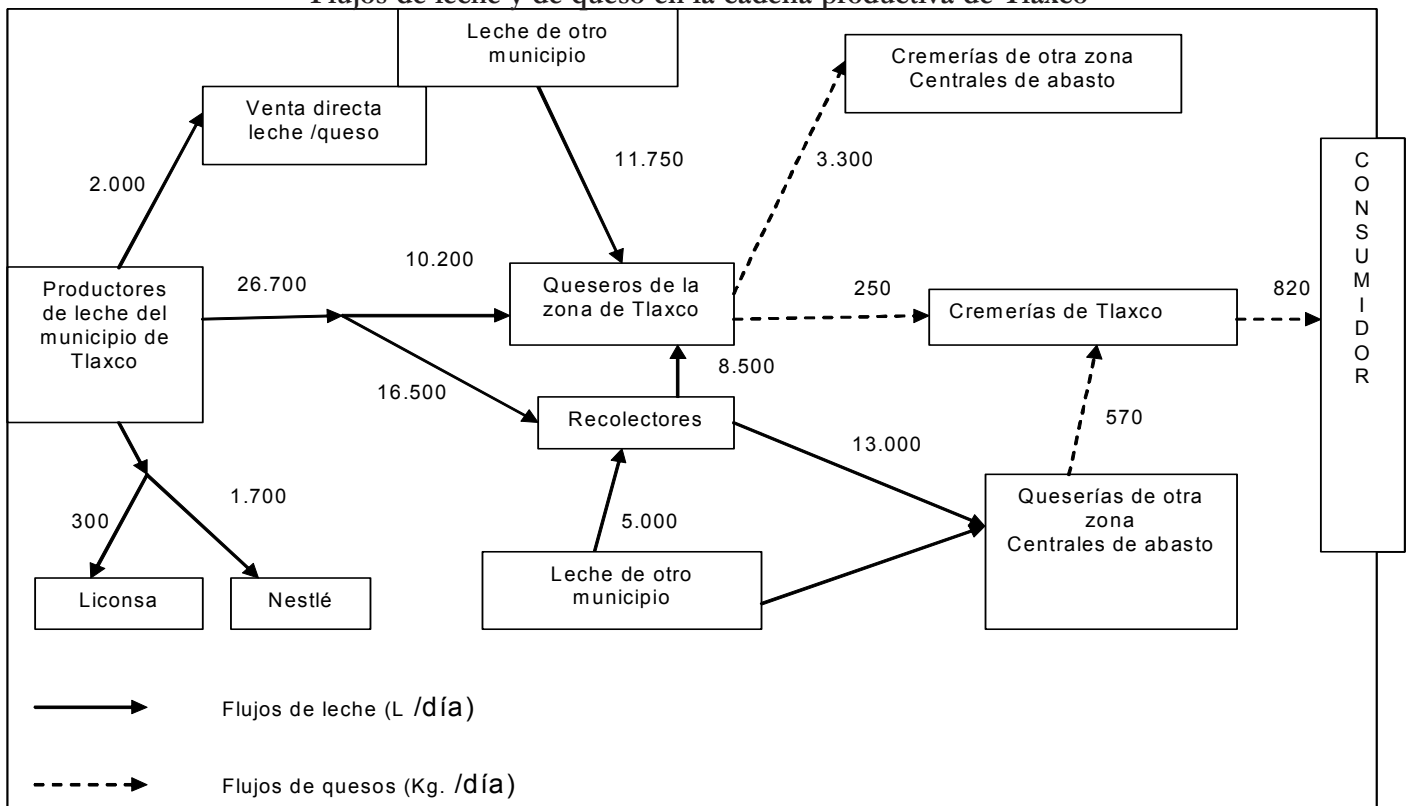 Flujos de leche y de queso en la cadena productiva de Tlaxco
Leche de otro
municipio
Cremerías de otra zona
Centrales de abasto
Venta directa
leche /queso
2.000
11.750
3.300
C
O
N
S
U
M
I
D
O
R
Productores
de leche del
municipio de
Tlaxco
26.700
10.200
Queseros de la
zona de Tlaxco
250
Cremerías de Tlaxco
820
8.500
16.500
Recolectores
13.000
570
300
1.700
5.000
Queserías de otra
zona
Centrales de abasto
Leche de otro
municipio
Liconsa
Nestlé
Flujos de leche (L /día)
Flujos de quesos (Kg. /día)